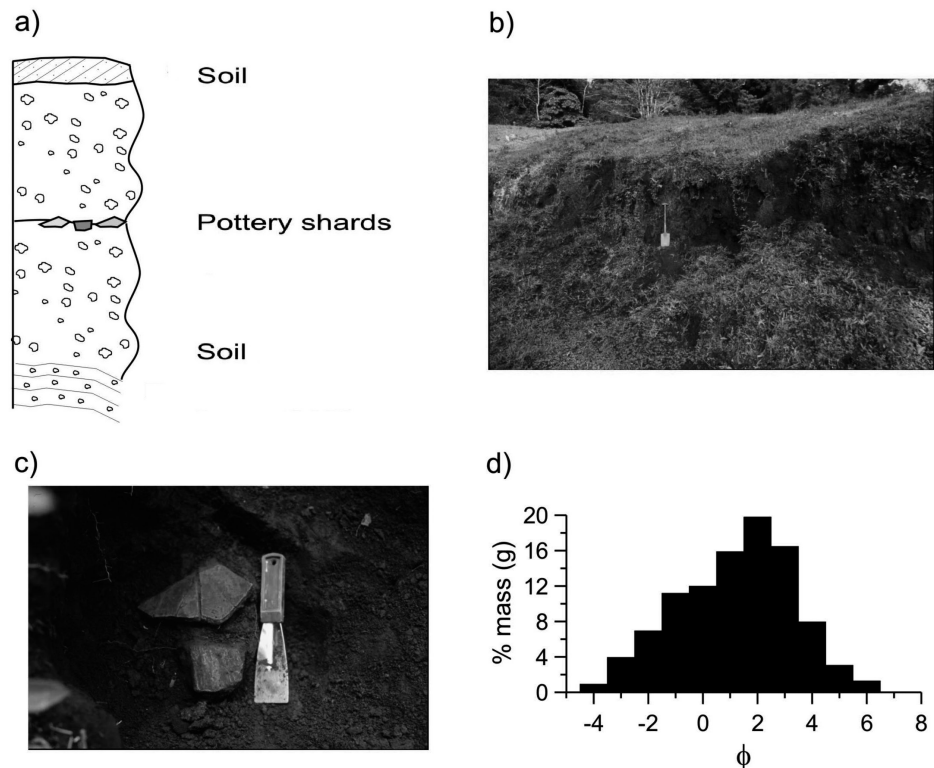 a)
Soil
Pottery shards
Soil
b)
c)
d)
20
16
12
8
4
0
% mass (g)
-4 -2 0 2 4 6 8
ϕ